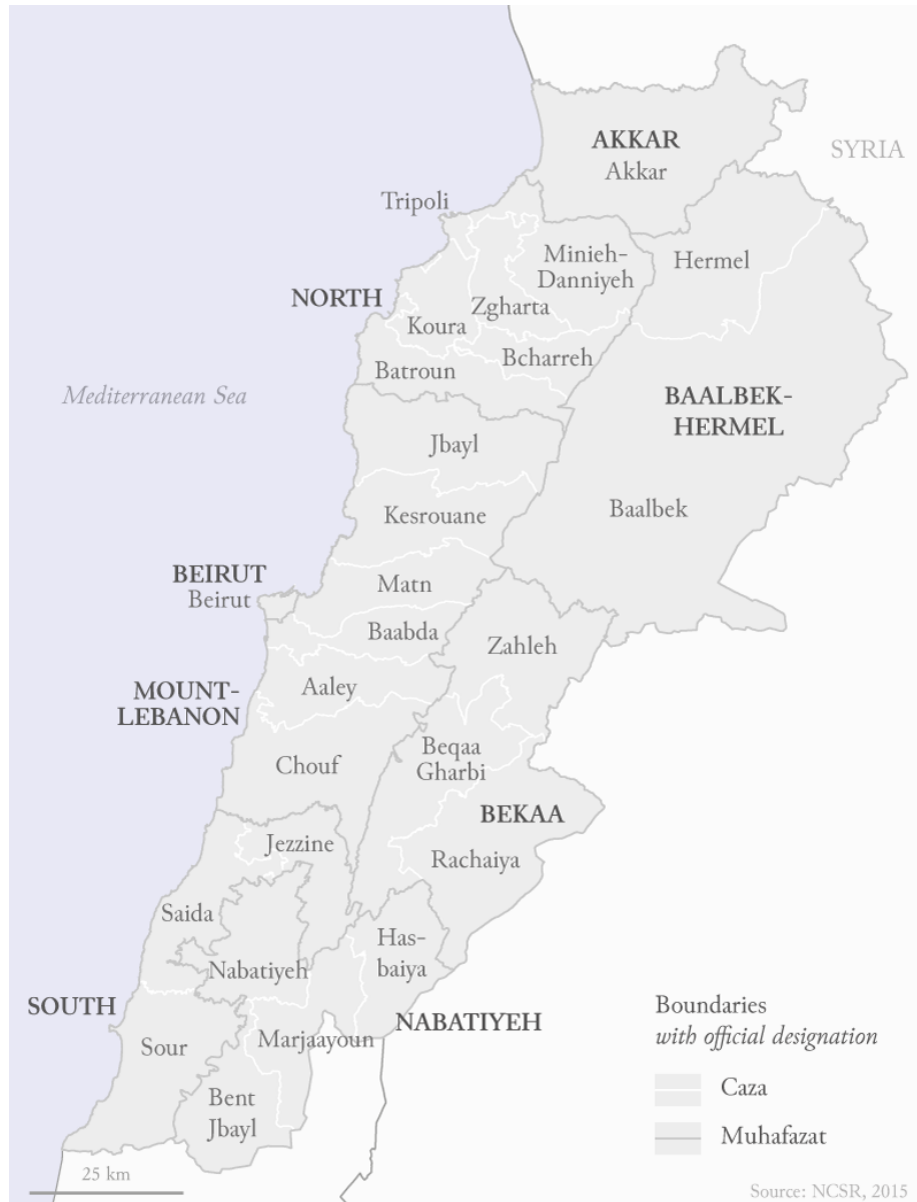 AKKAR
Akkar
SYRIA
Tripoli
Minieh-
Danniyeh
Hermel
NORTH
Zgharta
Koura
Bcharreh
Batroun
Mediterranean Sea
BAALBEK-
HERMEL
Jbayl
Kesrouane
Baalbek
BEIRUT
Beirut
Matn
Baabda
Zahleh
Aaley
MOUNT-
LEBANON
Beqaa
Gharbi
Chouf
BEKAA
Jezzine
Rachaiya
Saida
Has-
baiya
Nabatiyeh
SOUTH
NABATIYEH
Marjaayoun
Sour
Bent
Jbayl
Boundaries
with official designation
Caza
Muhafazat
25 km
Source: NCSR, 2015